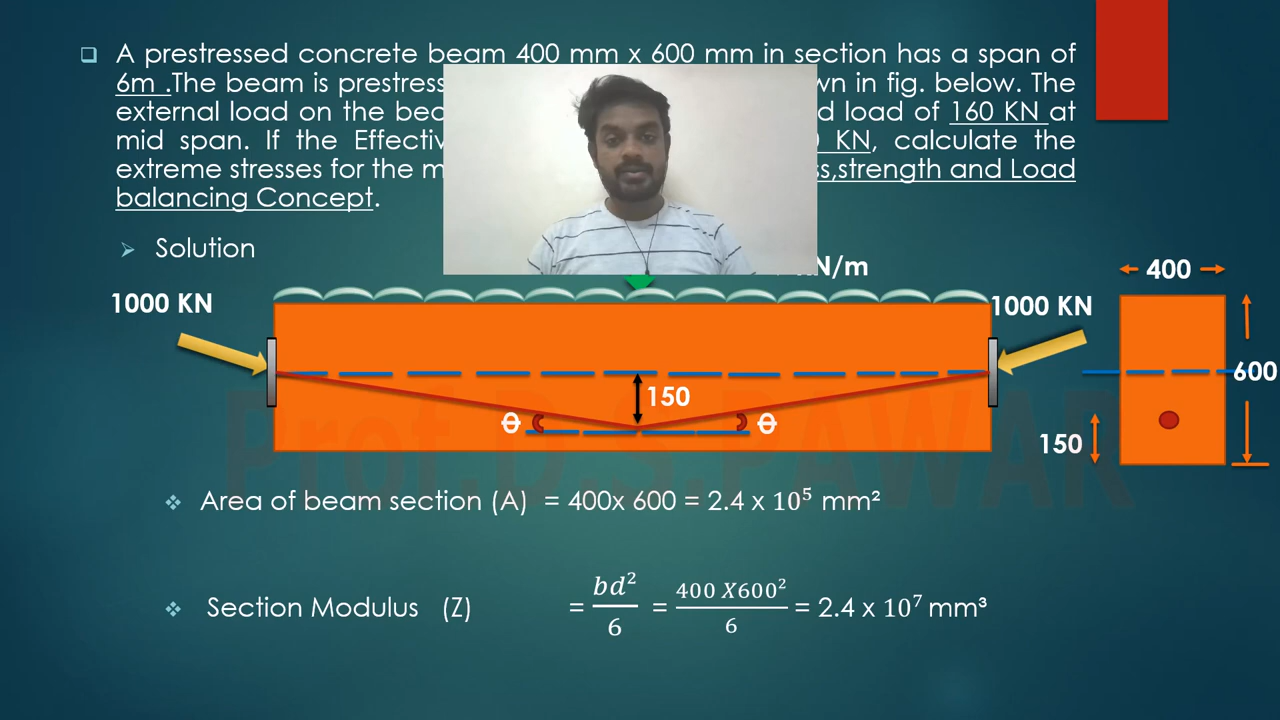 A prestressed concrete beam 400 mm x 600 mm in section has a span of
6m .The beam is prestress wn in fig. below. The
external load on the bea d load of 160 KN at
mid span. If the Effectiv 0 KN, calculate the
extreme stresses for the m ss,strength and Load
balancing Concept.
Solution
KN/m
1000 KN
1000 KN
400
600
150
150
θ
θ
Prof.D.S.PAWAR
Area of beam section (A) = 400x 600 = 2.4 x 10⁵ mm²
Section Modulus (Z) = bd²/6 = 400 X600²/6 = 2.4 x 10⁷ mm³